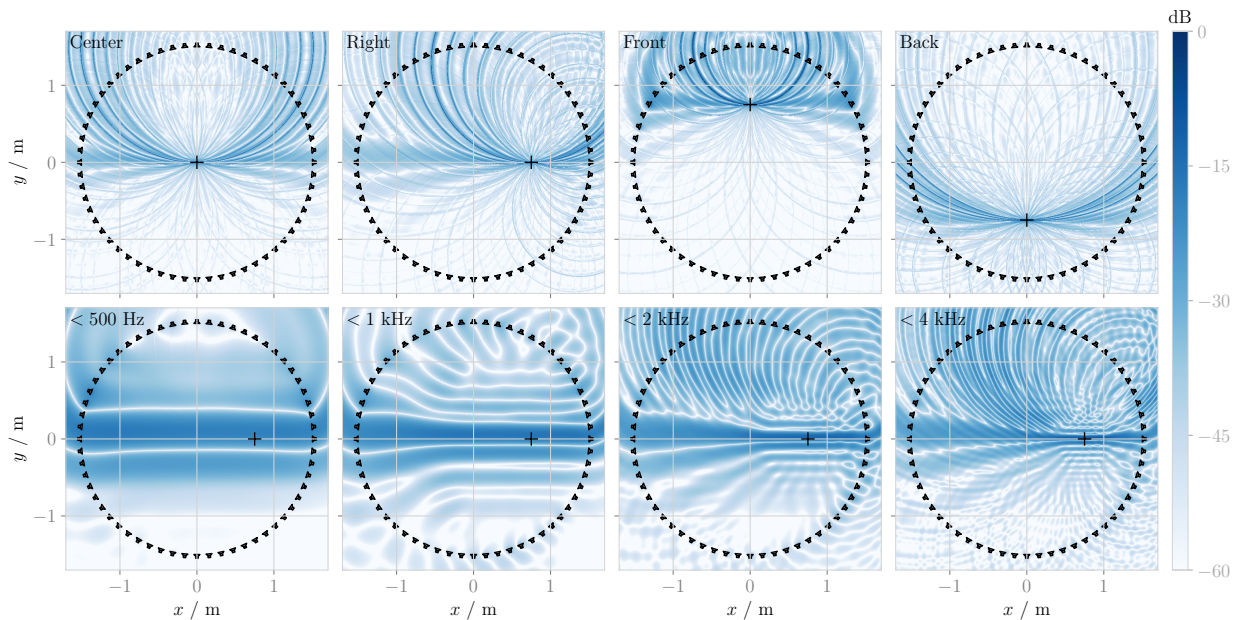 dB
Center
Right
Front
Back
0
−15
−30
−45
−60
y / m
1
0
−1
< 500 Hz
< 1 kHz
< 2 kHz
< 4 kHz
y / m
1
0
−1
−1 0 1
−1 0 1
−1 0 1
−1 0 1
x / m
x / m
x / m
x / m